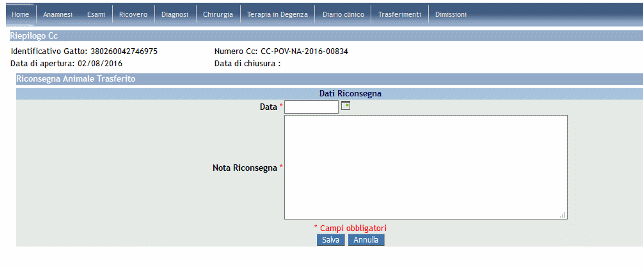 Home Anamnesi Esami Ricovero Diagnosi Chirurgia Terapia in Degenza Diario clinico Trasferimenti Dimissioni
Riepilogo Cc
Identificativo Gatto: 380260042746975 Numero Cc: CC-POV-NA-2016-00834
Data di apertura: 02/08/2016 Data di chiusura :
Riconsegna Animale Trasferito
Dati Riconsegna
Data *
Nota Riconsegna *
* Campi obbligatori
Salva Annulla